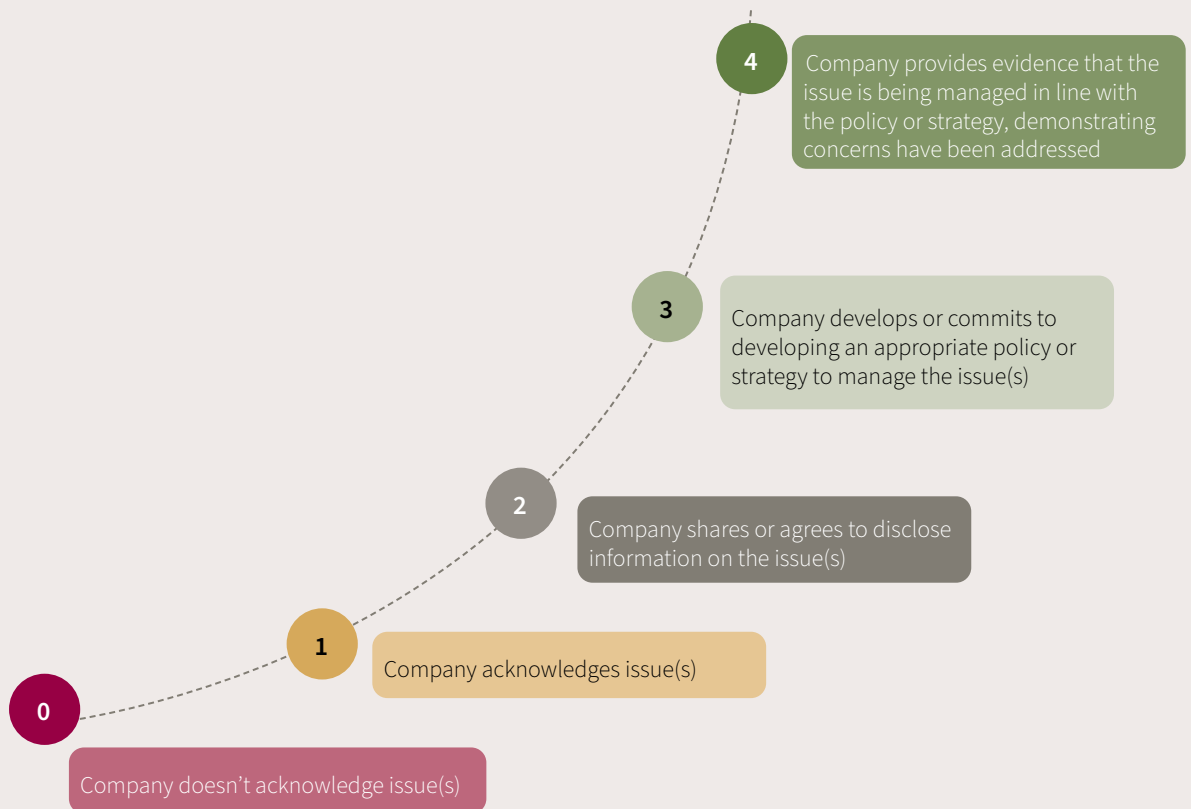 4
Company provides evidence that the
issue is being managed in line with
the policy or strategy, demonstrating
concerns have been addressed
3
Company develops or commits to
developing an appropriate policy or
strategy to manage the issue(s)
2
Company shares or agrees to disclose
information on the issue(s)
1
Company acknowledges issue(s)
0
Company doesn’t acknowledge issue(s)